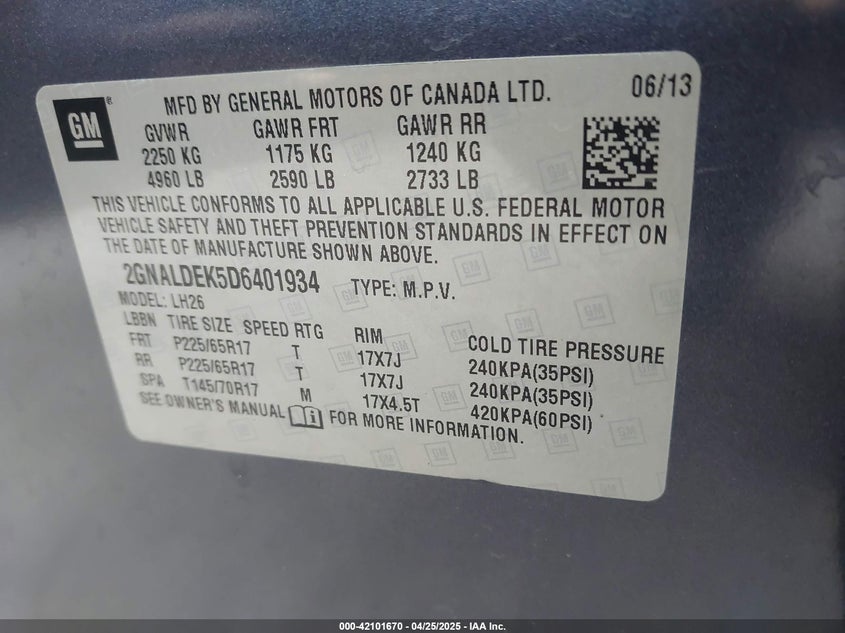 GM ®
MFD BY GENERAL MOTORS OF CANADA LTD. 06/13
GVWR GAWR FRT GAWR RR
2250 KG 1175 KG 1240 KG
4960 LB 2590 LB 2733 LB
THIS VEHICLE CONFORMS TO ALL APPLICABLE U.S. FEDERAL MOTOR
VEHICLE SAFETY AND THEFT PREVENTION STANDARDS IN EFFECT ON
THE DATE OF MANUFACTURE SHOWN ABOVE.
2GNALDEK5D6401934 TYPE: M.P.V.
MODEL: LH26
LBBN TIRE SIZE SPEED RTG RIM COLD TIRE PRESSURE
FRT P225/65R17 T 17X7J 240KPA(35PSI)
RR P225/65R17 T 17X7J 240KPA(35PSI)
SPA T145/70R17 M 17X4.5T 420KPA(60PSI)
SEE OWNER'S MANUAL FOR MORE INFORMATION.
000-42101670 - 04/25/2025 - IAA Inc.